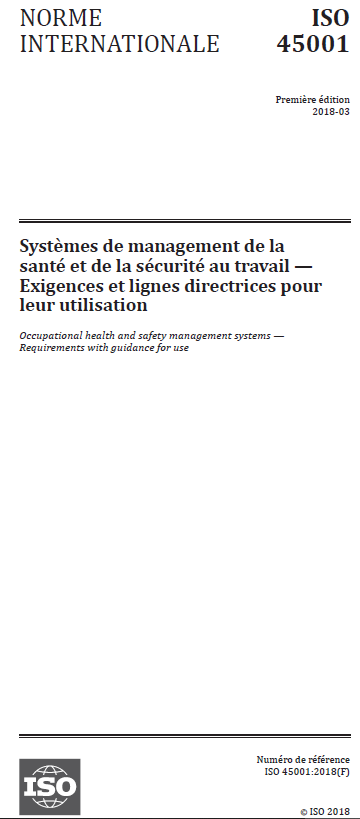 NORME
INTERNATIONALE
ISO
45001
Première édition
2018-03
Systèmes de management de la
santé et de la sécurité au travail —
Exigences et lignes directrices pour
leur utilisation
Occupational health and safety management systems —
Requirements with guidance for use
ISO
Numéro de référence
ISO 45001:2018(F)
© ISO 2018